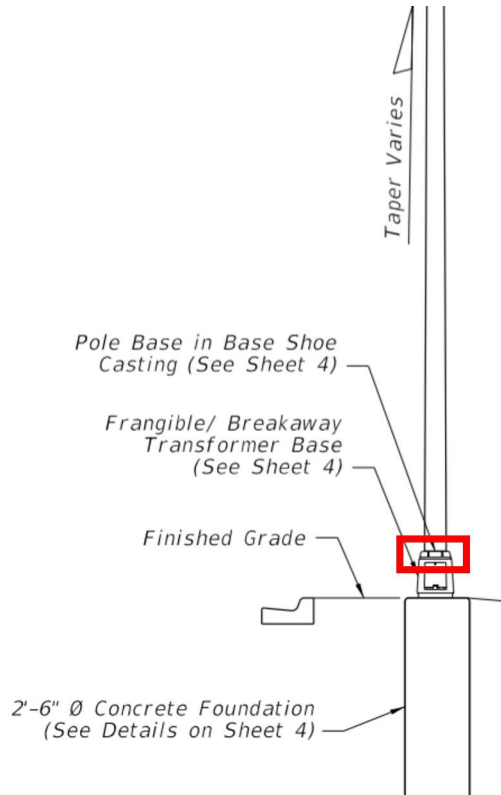 Taper Varies
Pole Base in Base Shoe
Casting (See Sheet 4)
Frangible/ Breakaway
Transformer Base
(See Sheet 4)
Finished Grade
2'-6" Ø Concrete Foundation
(See Details on Sheet 4)